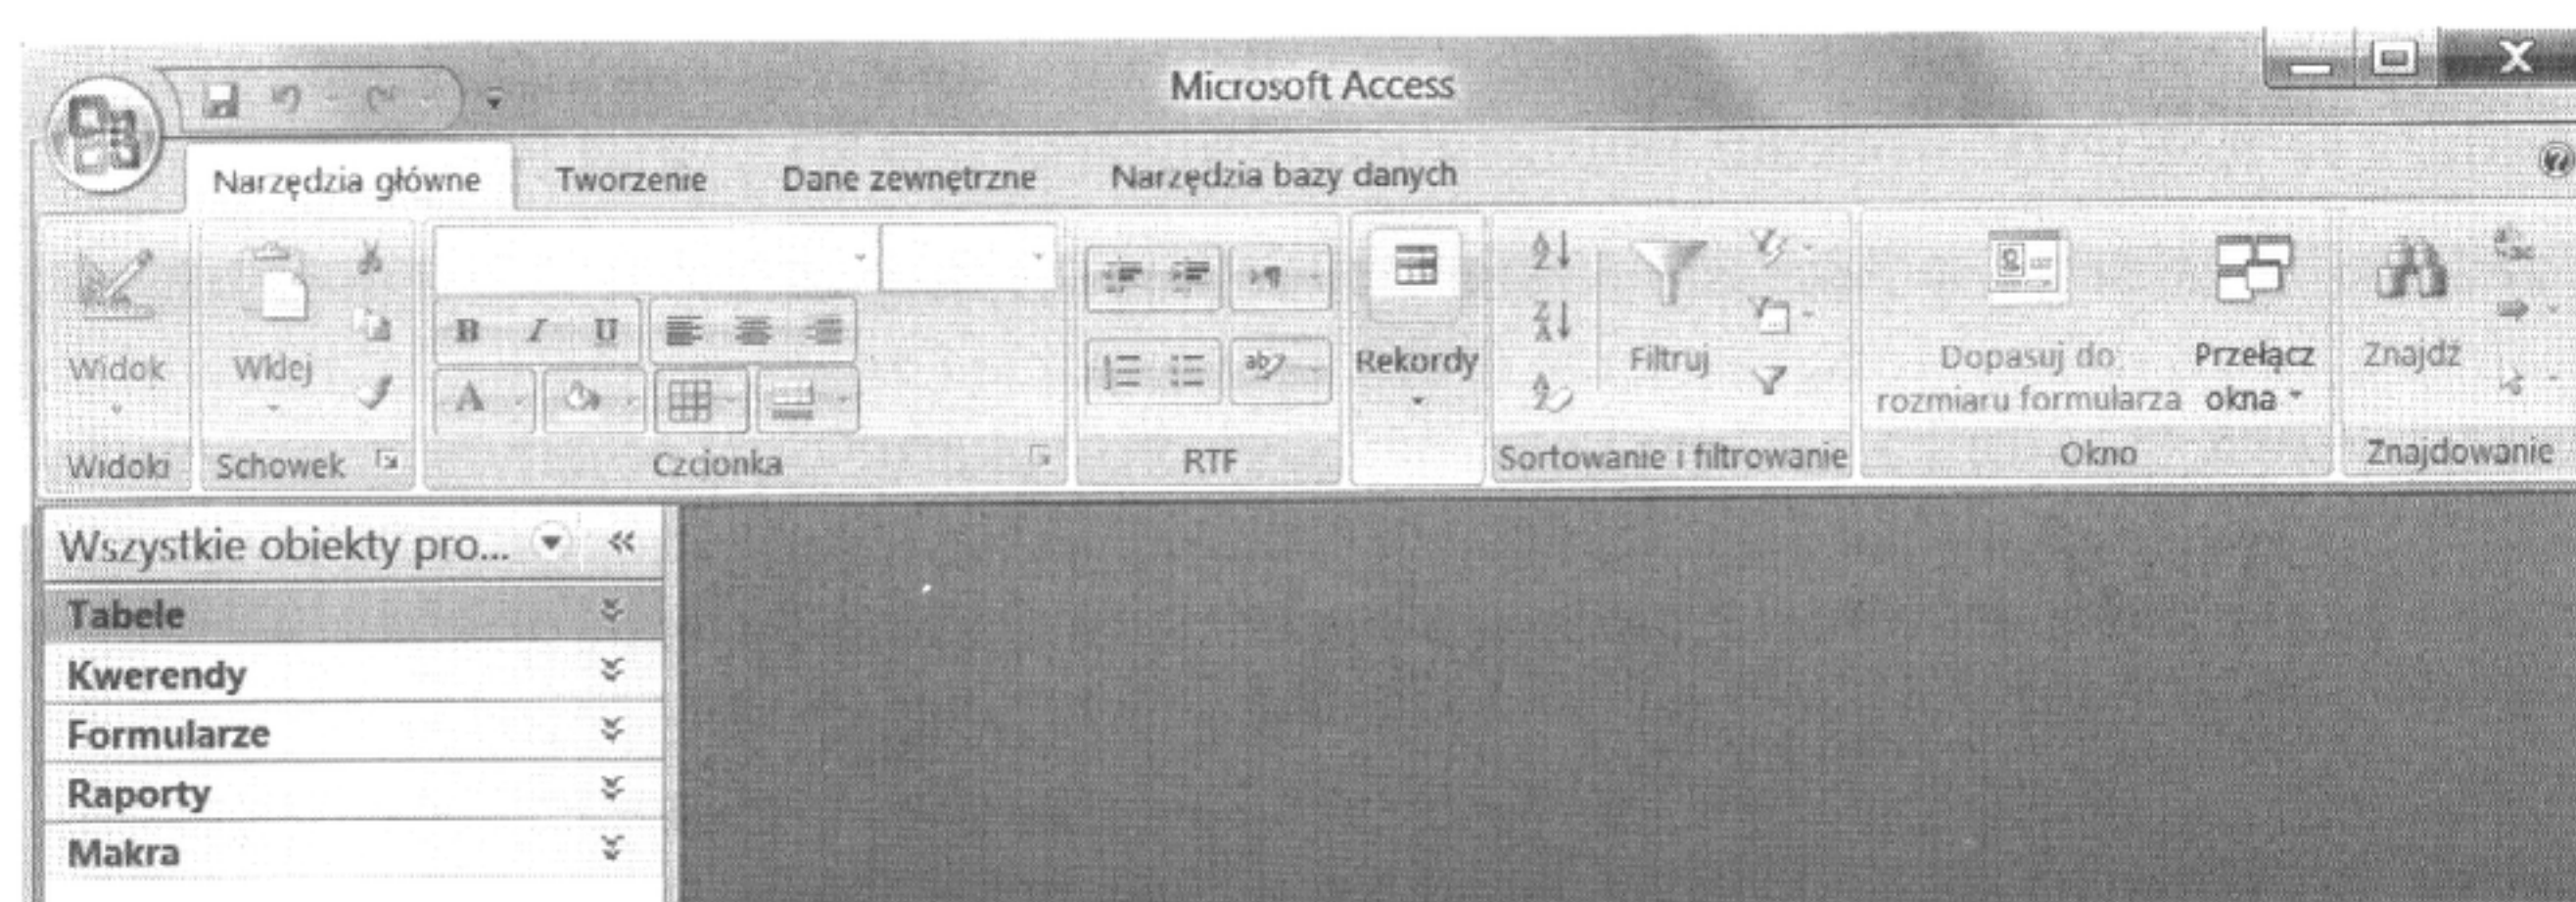 Microsoft Access
Narzędzia główne Tworzenie Dane zewnętrzne Narzędzia bazy danych
Widok Wklej Rekordy Filtruj Dopasuj do rozmiaru formularza Przełącz okna Znajdź
B I U
A
Widoki Schowek Czcionka RTF Sortowanie i filtrowanie Okno Znajdowanie
Wszystkie obiekty pro...
Tabele
Kwerendy
Formularze
Raporty
Makra